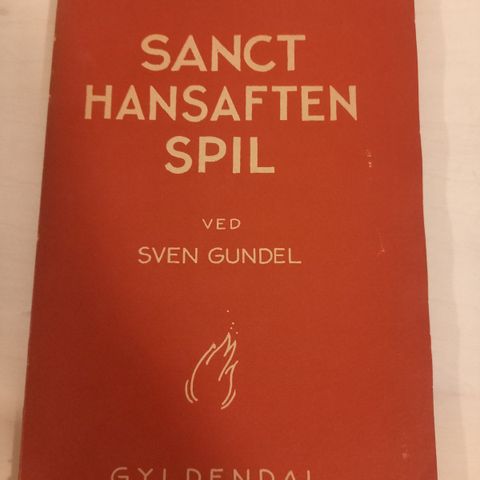 SANCT
HANSAFTEN
SPIL
VED
SVEN GUNDEL
GYLDENDAL